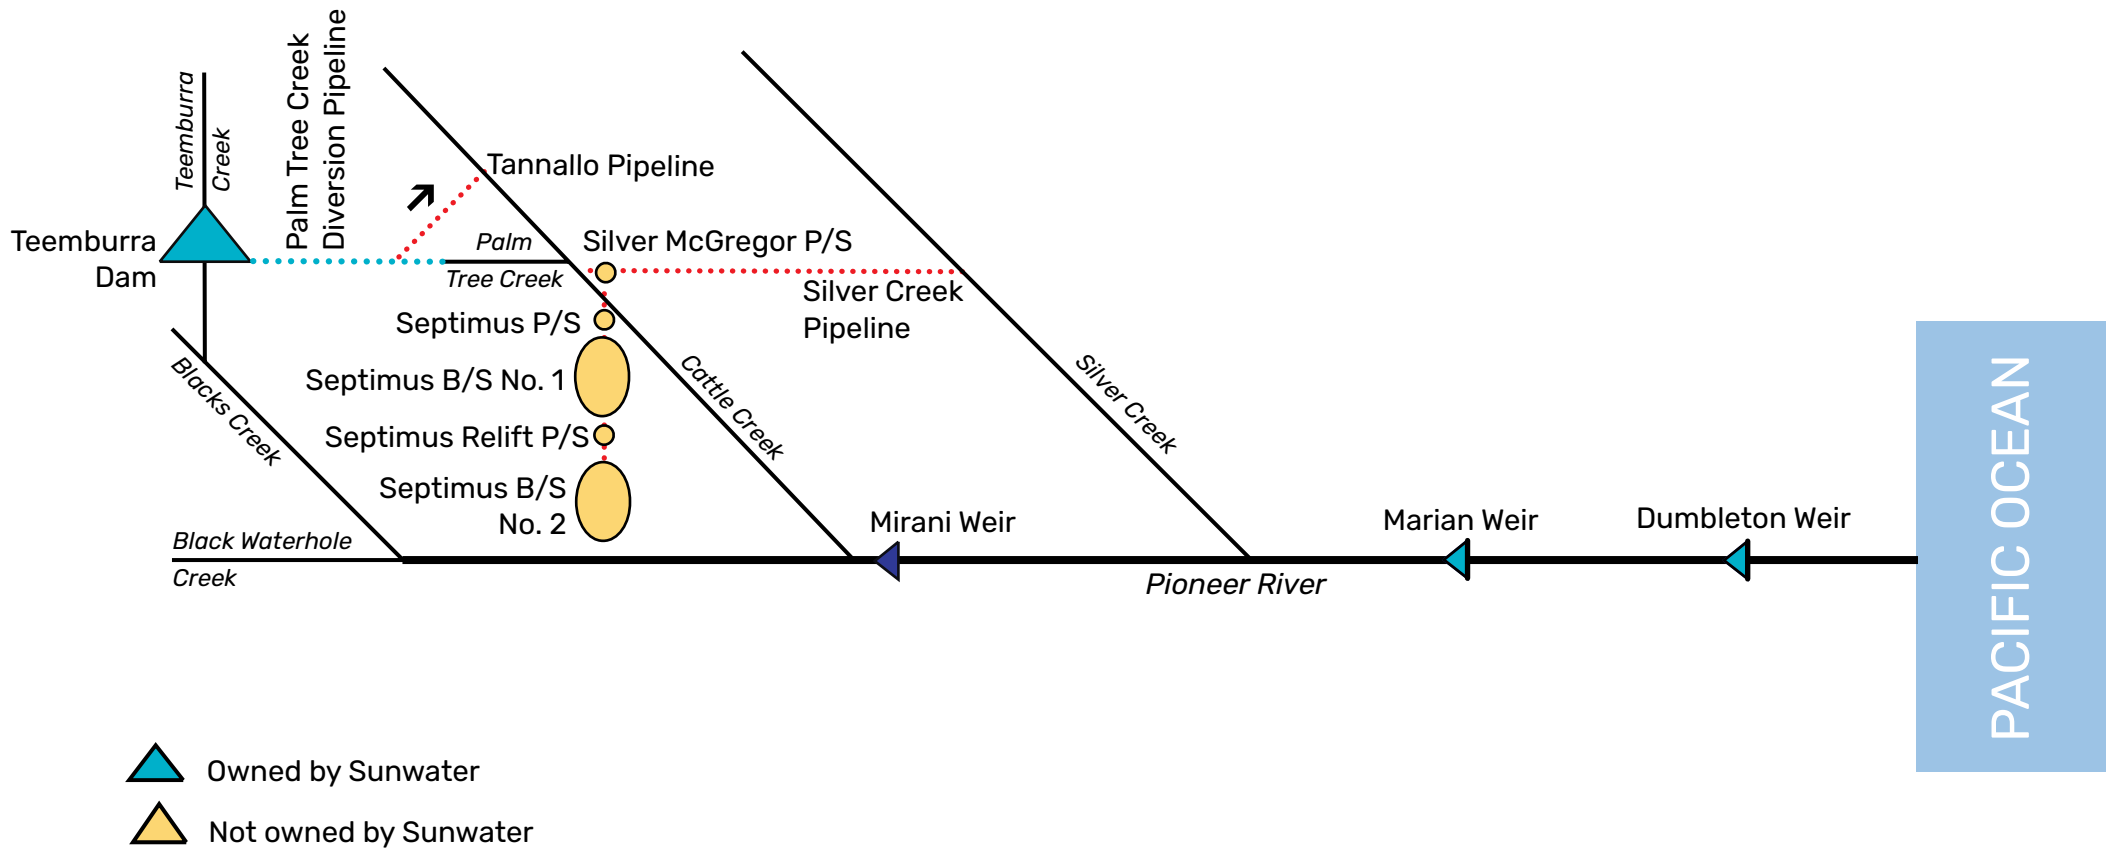 Teemburra
Creek
Palm Tree Creek
Diversion Pipeline
Tannallo Pipeline
Teemburra
Dam
Palm
Tree Creek
Silver McGregor P/S
Silver Creek
Pipeline
Septimus P/S
Septimus B/S No. 1
Septimus Relift P/S
Septimus B/S
No. 2
Blacks Creek
Cattle Creek
Silver Creek
Black Waterhole
Creek
Mirani Weir
Pioneer River
Marian Weir
Dumbleton Weir
PACIFIC OCEAN
Owned by Sunwater
Not owned by Sunwater